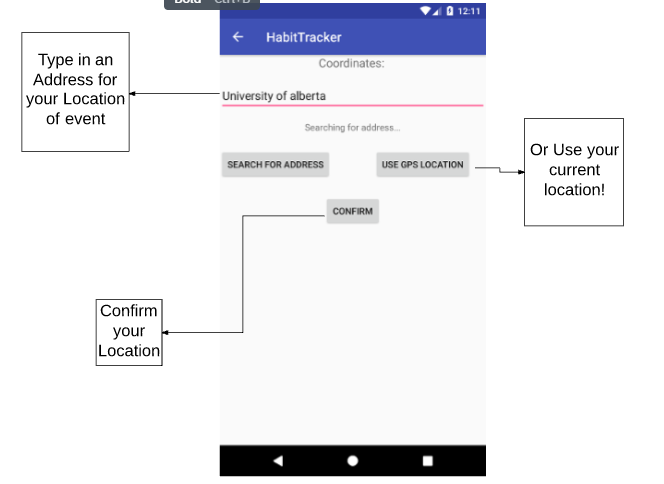 Bold Ctrl+B
12:11
HabitTracker
Coordinates:
Type in an
Address for
your Location
of event
University of alberta
Searching for address...
SEARCH FOR ADDRESS
USE GPS LOCATION
Or Use your
current
location!
CONFIRM
Confirm
your
Location